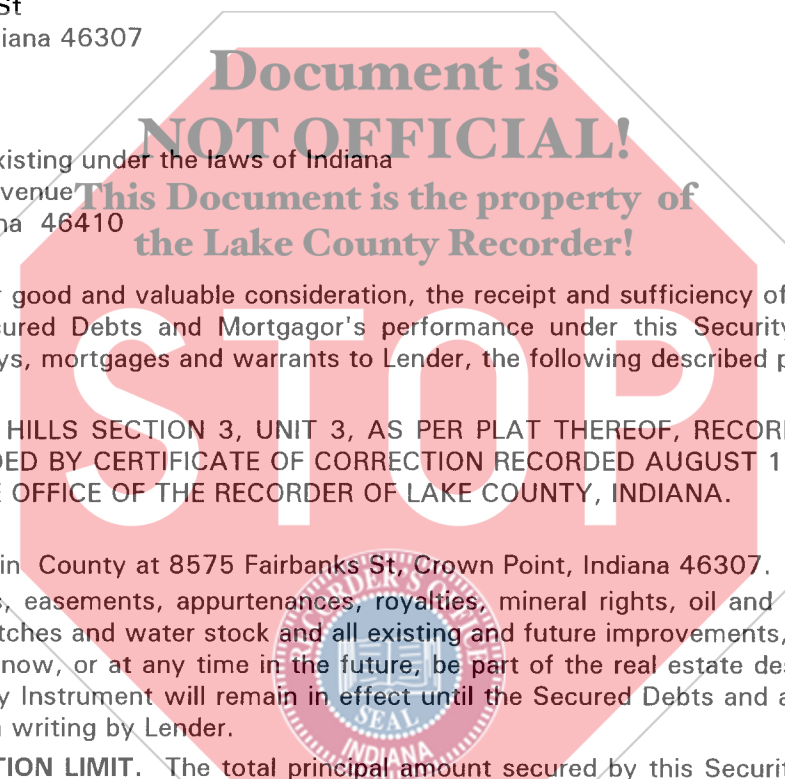 St
iana 46307
Document is
NOT OFFICIAL!
xisting under the laws of Indiana
venue
This Document is the property of
na 46410
the Lake County Recorder!
good and valuable consideration, the receipt and sufficiency of
ured Debts and Mortgagor's performance under this Security
ys, mortgages and warrants to Lender, the following described p
STOP
HILLS SECTION 3, UNIT 3, AS PER PLAT THEREOF, RECOR
DED BY CERTIFICATE OF CORRECTION RECORDED AUGUST 1
E OFFICE OF THE RECORDER OF LAKE COUNTY, INDIANA.
in County at 8575 Fairbanks St, Crown Point, Indiana 46307.
s, easements, appurtenances, royalties, mineral rights, oil and
tches and water stock and all existing and future improvements,
now, or at any time in the future, be part of the real estate des
y Instrument will remain in effect until the Secured Debts and a
n writing by Lender.
RECORDER'S OFFICE
SEAL
INDIANA
TION LIMIT. The total principal amount secured by this Securit